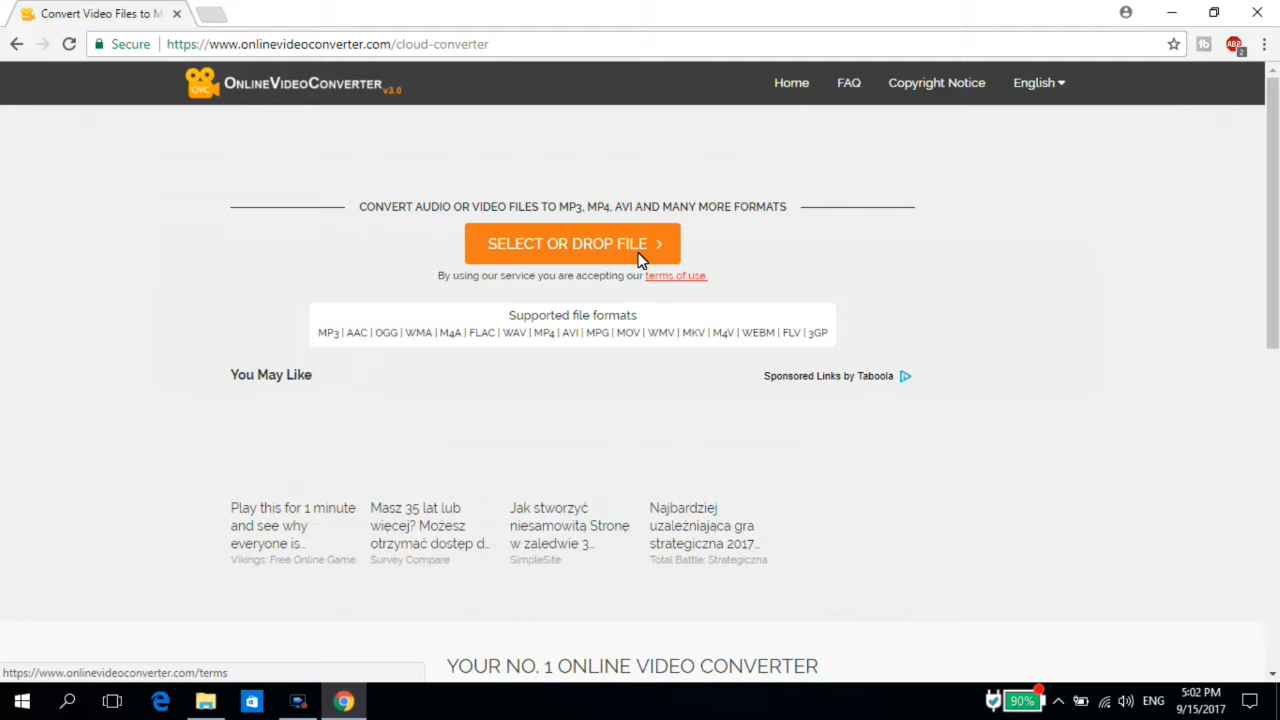 Convert Video Files to M
Secure
https://www.onlinevideoconverter.com/cloud-converter
ABP
2
OVC
ONLINEVIDEOCONVERTER v3.0
Home
FAQ
Copyright Notice
English
CONVERT AUDIO OR VIDEO FILES TO MP3, MP4, AVI AND MANY MORE FORMATS
SELECT OR DROP FILE >
By using our service you are accepting our terms of use.
Supported file formats
MP3 | AAC | OGG | WMA | M4A | FLAC | WAV | MP4 | AVI | MPG | MOV | WMV | MKV | M4V | WEBM | FLV | 3GP
You May Like
Sponsored Links by Taboola
Play this for 1 minute
and see why
everyone is...
Vikings: Free Online Game
Masz 35 lat lub
więcej? Możesz
otrzymać dostęp d...
Survey Compare
Jak stworzyć
niesamowitą Stronę
w zaledwie 3...
SimpleSite
Najbardziej
uzależniająca gra
strategiczna 2017...
Total Battle: Strategiczna
YOUR NO. 1 ONLINE VIDEO CONVERTER
https://www.onlinevideoconverter.com/terms
90%
ENG
5:02 PM
9/15/2017